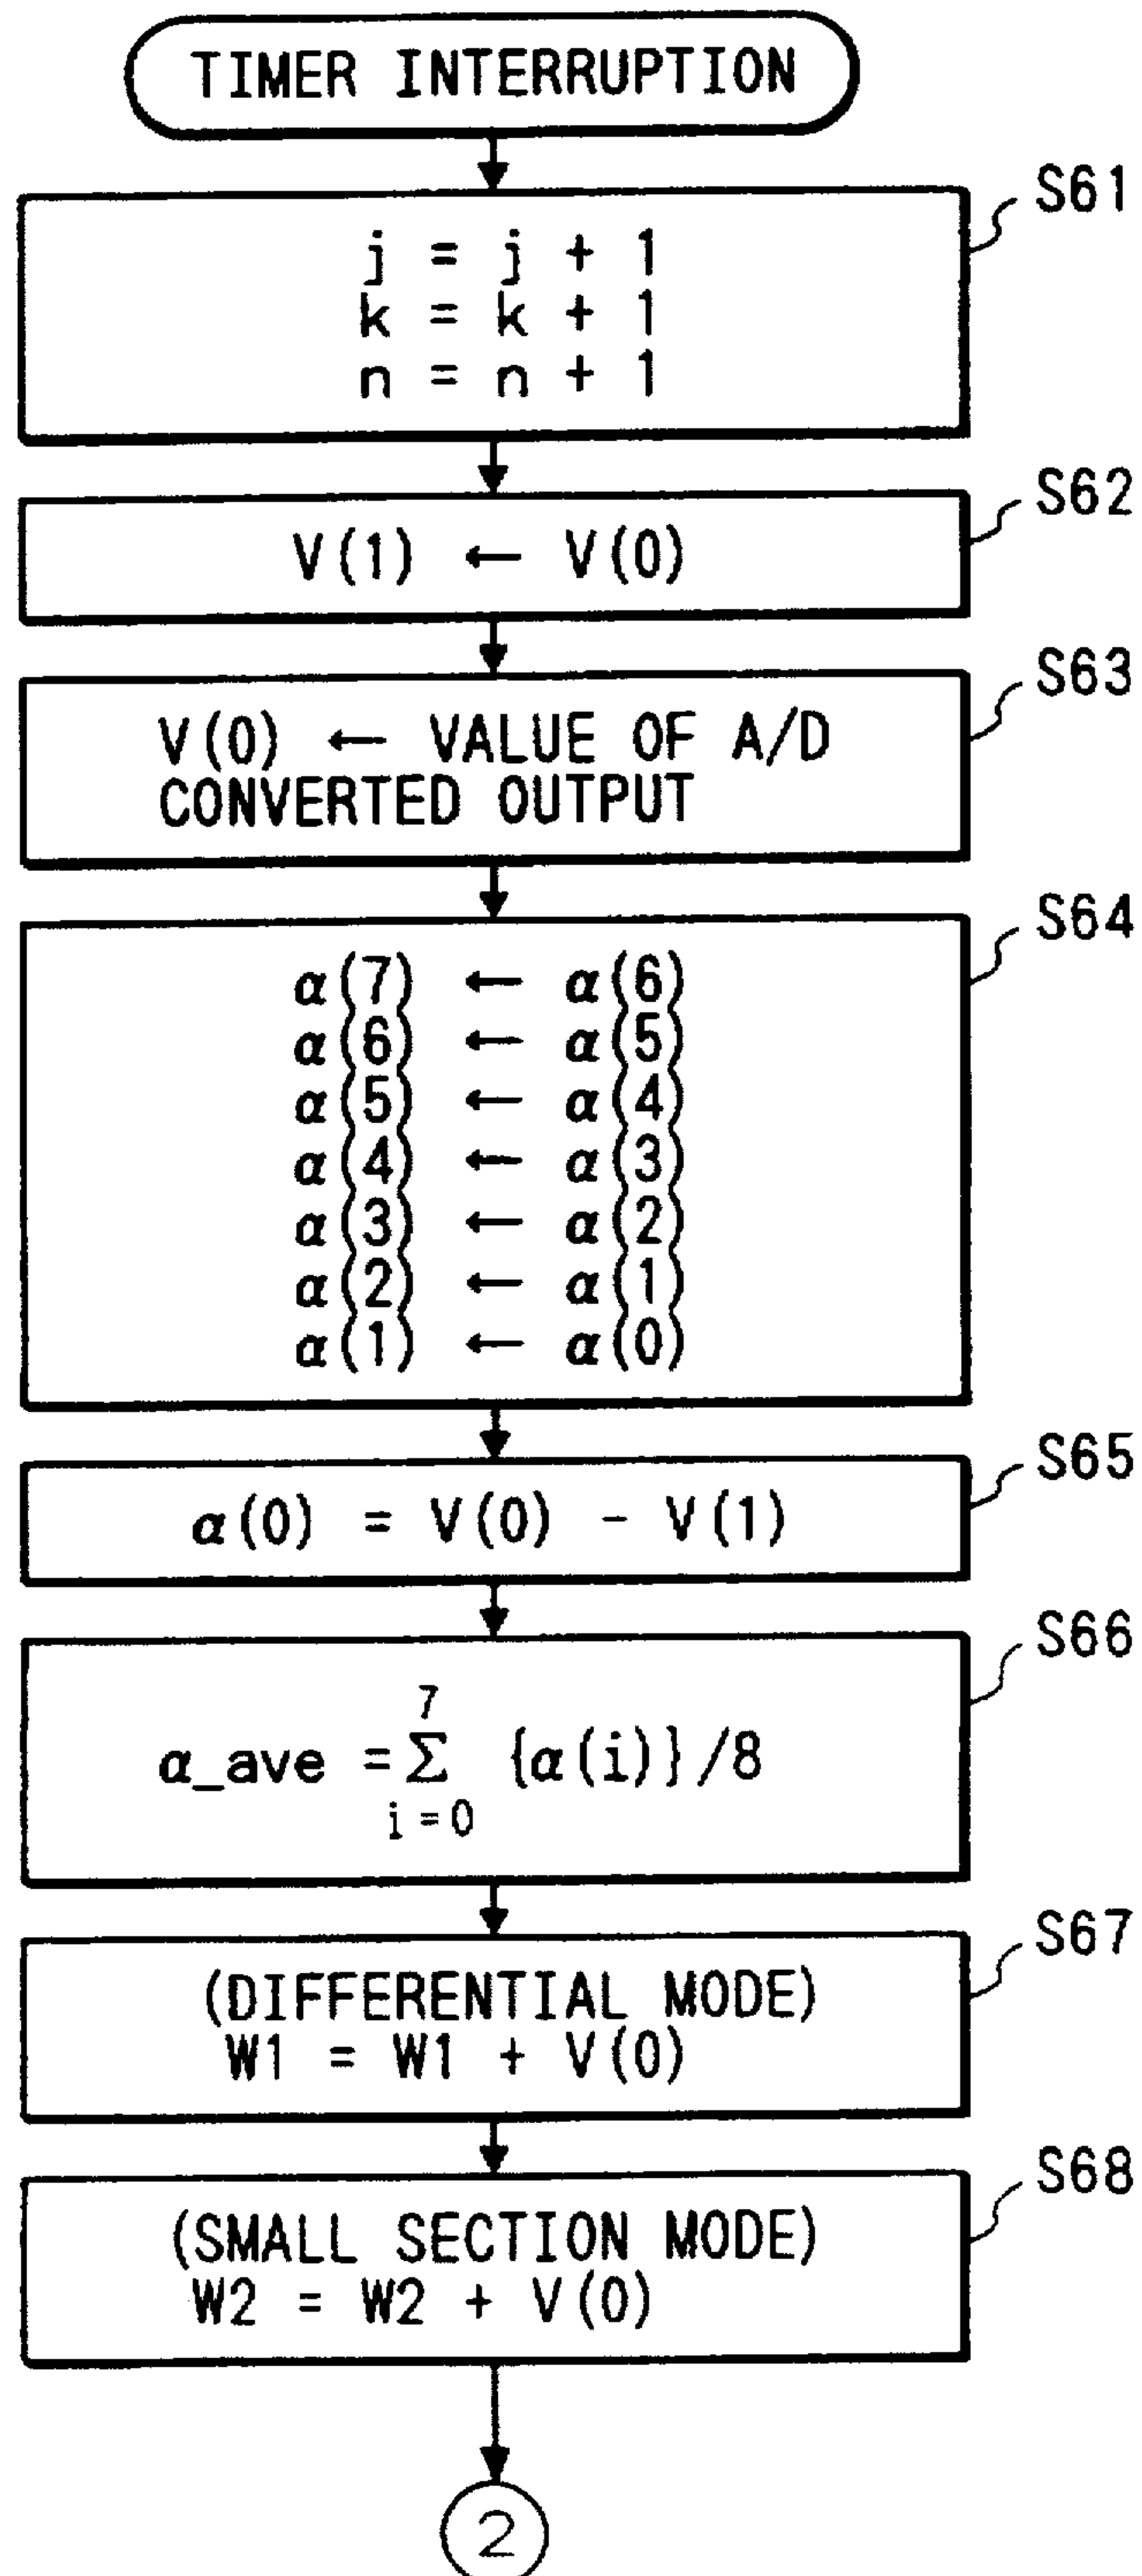 TIMER INTERRUPTION
S61
j = j + 1
k = k + 1
n = n + 1
S62
V(1) ← V(0)
S63
V(0) ← VALUE OF A/D
CONVERTED OUTPUT
S64
α(7) ← α(6)
α(6) ← α(5)
α(5) ← α(4)
α(4) ← α(3)
α(3) ← α(2)
α(2) ← α(1)
α(1) ← α(0)
S65
α(0) = V(0) - V(1)
S66
7
α_ave = Σ {α(i)}/8
i=0
S67
(DIFFERENTIAL MODE)
W1 = W1 + V(0)
S68
(SMALL SECTION MODE)
W2 = W2 + V(0)
2